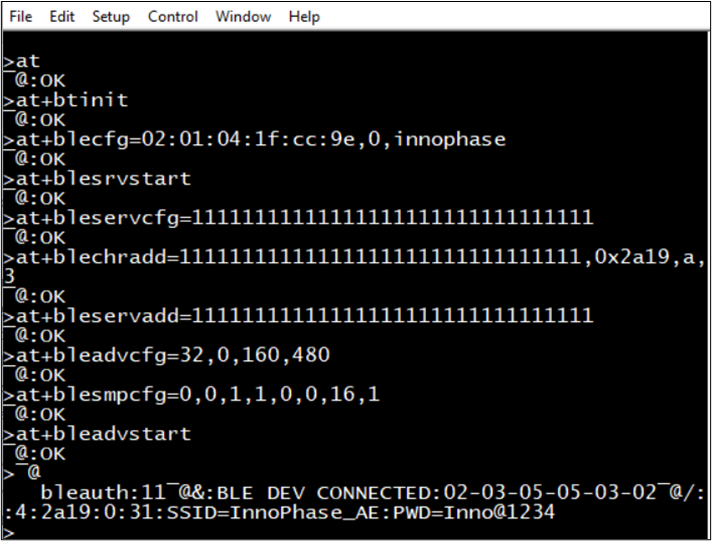 File Edit Setup Control Window Help
>at
¯@:OK
>at+btinit
¯@:OK
>at+blecfg=02:01:04:1f:cc:9e,0,innophase
¯@:OK
>at+blesrvstart
¯@:OK
>at+bleservcfg=11111111111111111111111111111111
¯@:OK
>at+blechradd=11111111111111111111111111111111,0x2a19,a,
3
¯@:OK
>at+bleservadd=11111111111111111111111111111111
¯@:OK
>at+bleadvcfg=32,0,160,480
¯@:OK
>at+blesmpcfg=0,0,1,1,0,0,16,1
¯@:OK
>at+bleadvstart
¯@:OK
>¯@
bleauth:11¯@&:BLE DEV CONNECTED:02-03-05-05-03-02¯@/:
:4:2a19:0:31:SSID=InnoPhase_AE:PWD=Inno@1234
>